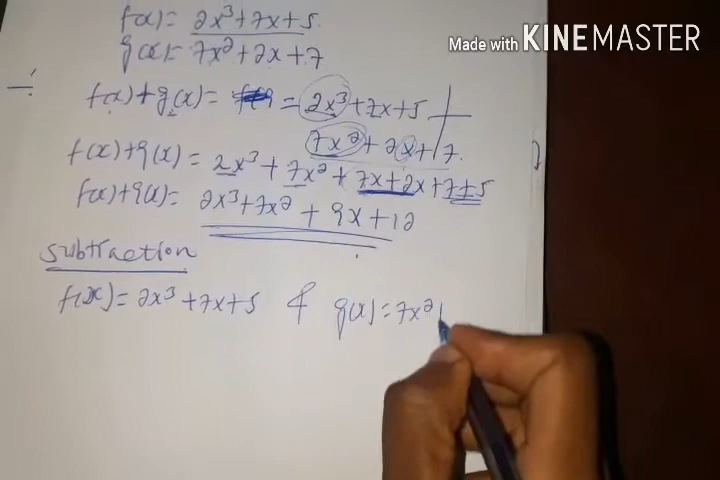 f(x) = 2x³ + 7x + 5.
g(x) = 7x² + 2x + 7
Made with KINEMASTER
f(x) + g(x) = = 2x³ + 7x + 5 +
7x² + 2x + 7.
f(x) + g(x) = 2x³ + 7x² + 7x + 2x + 7 + 5
f(x) + g(x) = 2x³ + 7x² + 9x + 12
Subtraction
f(x) = 2x³ + 7x + 5 & g(x) = 7x²